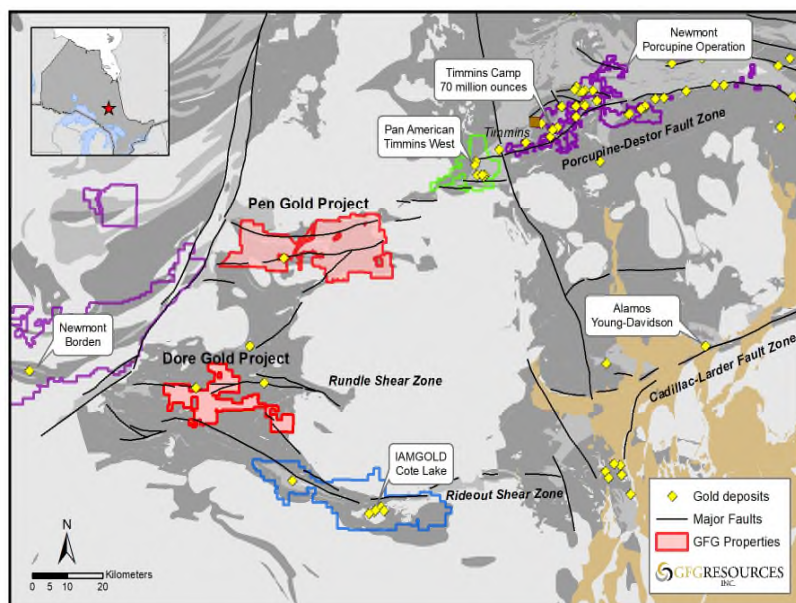 Newmont
Porcupine Operation
Timmins Camp
70 million ounces
Pan American
Timmins West
Timmins
Porcupine-Destor Fault Zone
Pen Gold Project
Newmont
Borden
Dore Gold Project
Rundle Shear Zone
Alamos
Young-Davidson
Cadillac-Larder Fault Zone
IAMGOLD
Cote Lake
Rideout Shear Zone
N
Kilometers
0 5 10 20
Gold deposits
Major Faults
GFG Properties
GFGRESOURCES
INC.